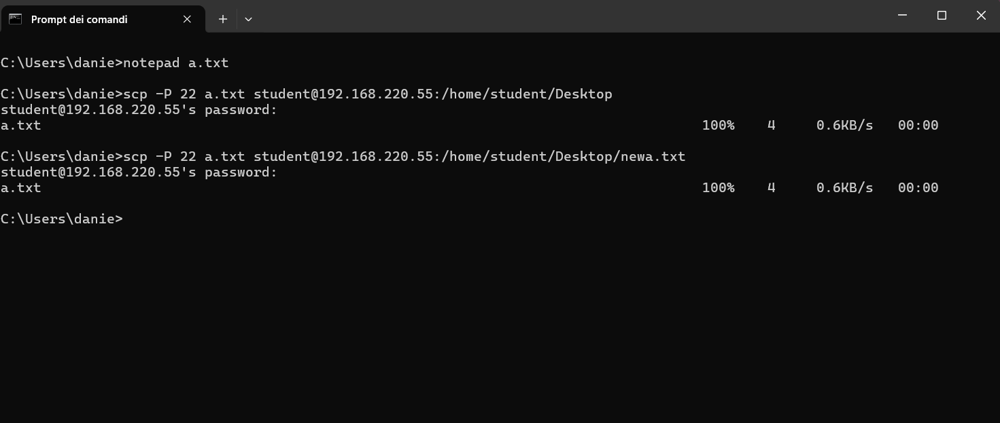 Prompt dei comandi
C:\Users\danie>notepad a.txt
C:\Users\danie>scp -P 22 a.txt student@192.168.220.55:/home/student/Desktop
student@192.168.220.55's password:
a.txt 100% 4 0.6KB/s 00:00
C:\Users\danie>scp -P 22 a.txt student@192.168.220.55:/home/student/Desktop/newa.txt
student@192.168.220.55's password:
a.txt 100% 4 0.6KB/s 00:00
C:\Users\danie>